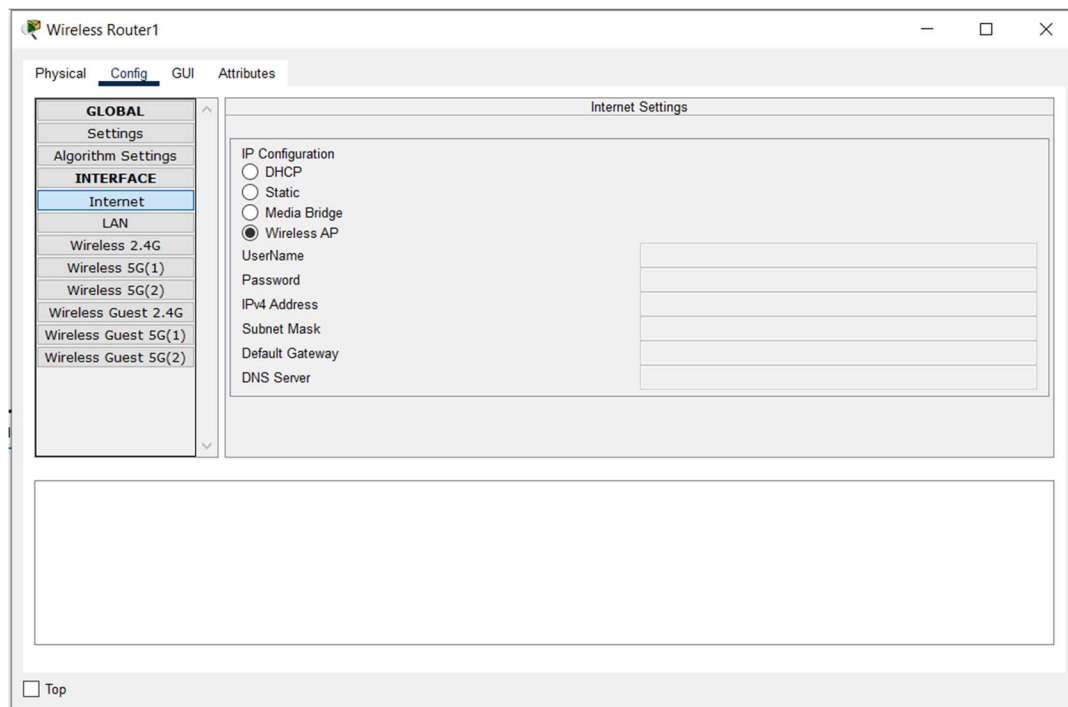 Wireless Router1
Physical Config GUI Attributes
GLOBAL
Settings
Algorithm Settings
INTERFACE
Internet
LAN
Wireless 2.4G
Wireless 5G(1)
Wireless 5G(2)
Wireless Guest 2.4G
Wireless Guest 5G(1)
Wireless Guest 5G(2)
Internet Settings
IP Configuration
DHCP
Static
Media Bridge
Wireless AP
UserName
Password
IPv4 Address
Subnet Mask
Default Gateway
DNS Server
Top